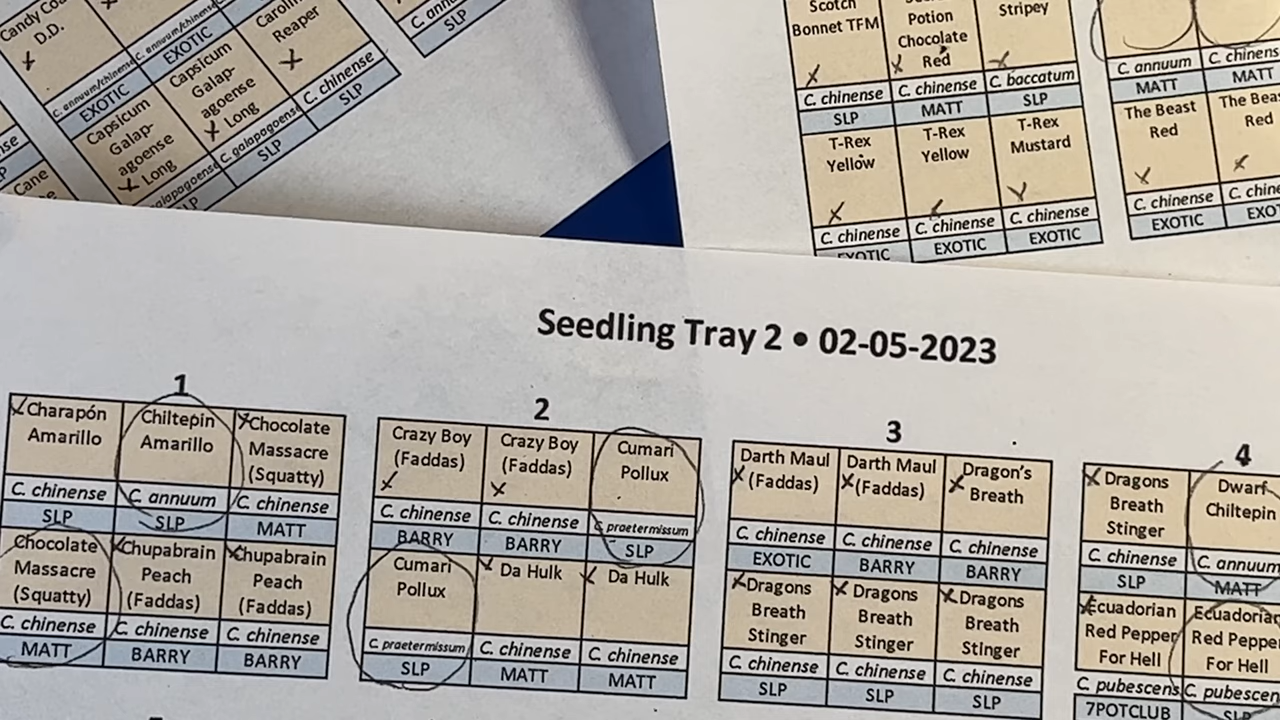 D.D.
C. annuum/chinense
EXOTIC
Capsicum
Galap-
agoense
Long
C. annuum/chinense
EXOTIC
Capsicum
Galap-
agoense
Long
C. galapagoense
SLP
Reaper
C. chinense
SLP
SLP
Cane
Scotch
Bonnet TFM
C. chinense
SLP
Potion
Chocolate
Red
C. chinense
MATT
Stripey
C. baccatum
SLP
T-Rex
Yellow
C. chinense
EXOTIC
T-Rex
Yellow
C. chinense
EXOTIC
T-Rex
Mustard
C. chinense
EXOTIC
C. annuum
MATT
MATT
The Beast
Red
C. chinense
EXOTIC
Red
Seedling Tray 2 • 02-05-2023
1
Charapón
Amarillo
C. chinense
SLP
Chiltepin
Amarillo
C. annuum
SLP
Chocolate
Massacre
(Squatty)
C. chinense
MATT
Chocolate
Massacre
(Squatty)
C. chinense
MATT
Chupabrain
Peach
(Faddas)
C. chinense
BARRY
Chupabrain
Peach
(Faddas)
C. chinense
BARRY
2
Crazy Boy
(Faddas)
C. chinense
BARRY
Crazy Boy
(Faddas)
C. chinense
BARRY
Cumari
Pollux
C. praetermissum
SLP
Cumari
Pollux
C. praetermissum
SLP
Da Hulk
C. chinense
MATT
Da Hulk
C. chinense
MATT
3
Darth Maul
(Faddas)
C. chinense
EXOTIC
Darth Maul
(Faddas)
C. chinense
BARRY
Dragon's
Breath
C. chinense
BARRY
Dragons
Breath
Stinger
C. chinense
SLP
Dragons
Breath
Stinger
C. chinense
SLP
Dragons
Breath
Stinger
C. chinense
SLP
4
Dragons
Breath
Stinger
C. chinense
SLP
Dwarf
Chiltepin
C. annuum
MATT
Ecuadorian
Red Pepper
For Hell
C. pubescens
7POTCLUB
Ecuadorian
Red Pepper
For Hell
C. pubescens
SLP